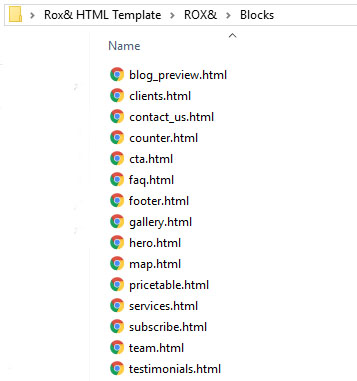 Rox& HTML Template > ROX& > Blocks
Name
blog_preview.html
clients.html
contact_us.html
counter.html
cta.html
faq.html
footer.html
gallery.html
hero.html
map.html
pricetable.html
services.html
subscribe.html
team.html
testimonials.html